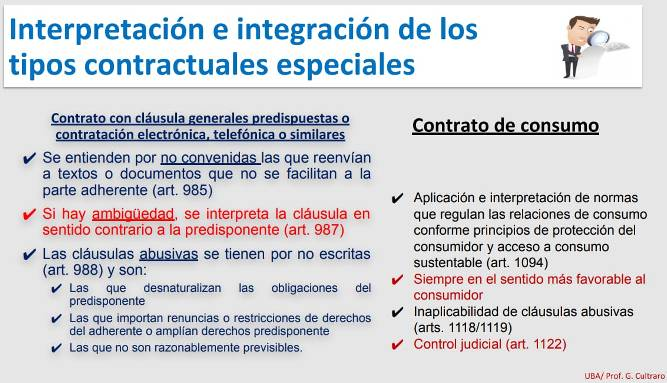 Interpretación e integración de los
tipos contractuales especiales
Contrato con cláusula generales predispuestas o
contratación electrónica, telefónica o similares
✔ Se entienden por no convenidas las que reenvían
a textos o documentos que no se facilitan a la
parte adherente (art. 985)
✔ Si hay ambigüedad, se interpreta la cláusula en
sentido contrario a la predisponente (art. 987)
✔ Las cláusulas abusivas se tienen por no escritas
(art. 988) y son:
✔ Las que desnaturalizan las obligaciones del
predisponente
✔ Las que importan renuncias o restricciones de derechos
del adherente o amplían derechos predisponente
✔ Las que no son razonablemente previsibles.
Contrato de consumo
✔ Aplicación e interpretación de normas
que regulan las relaciones de consumo
conforme principios de protección del
consumidor y acceso a consumo
sustentable (art. 1094)
✔ Siempre en el sentido más favorable al
consumidor
✔ Inaplicabilidad de cláusulas abusivas
(arts. 1118/1119)
✔ Control judicial (art. 1122)
UBA/ Prof. G. Cultraro